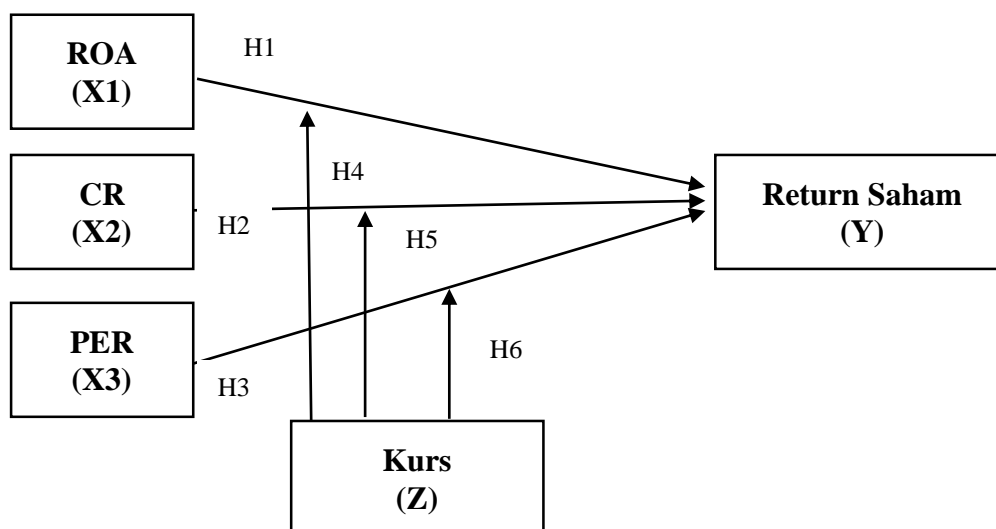 ROA
(X1)
H1
CR
(X2)
H2
PER
(X3)
H3
H4
H5
H6
Return Saham
(Y)
Kurs
(Z)